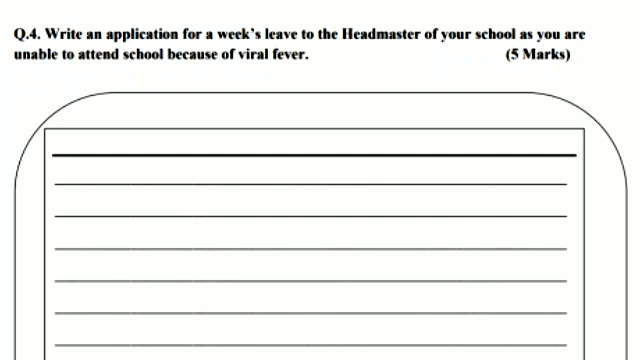 Q.4. Write an application for a week's leave to the Headmaster of your school as you are
unable to attend school because of viral fever. (5 Marks)